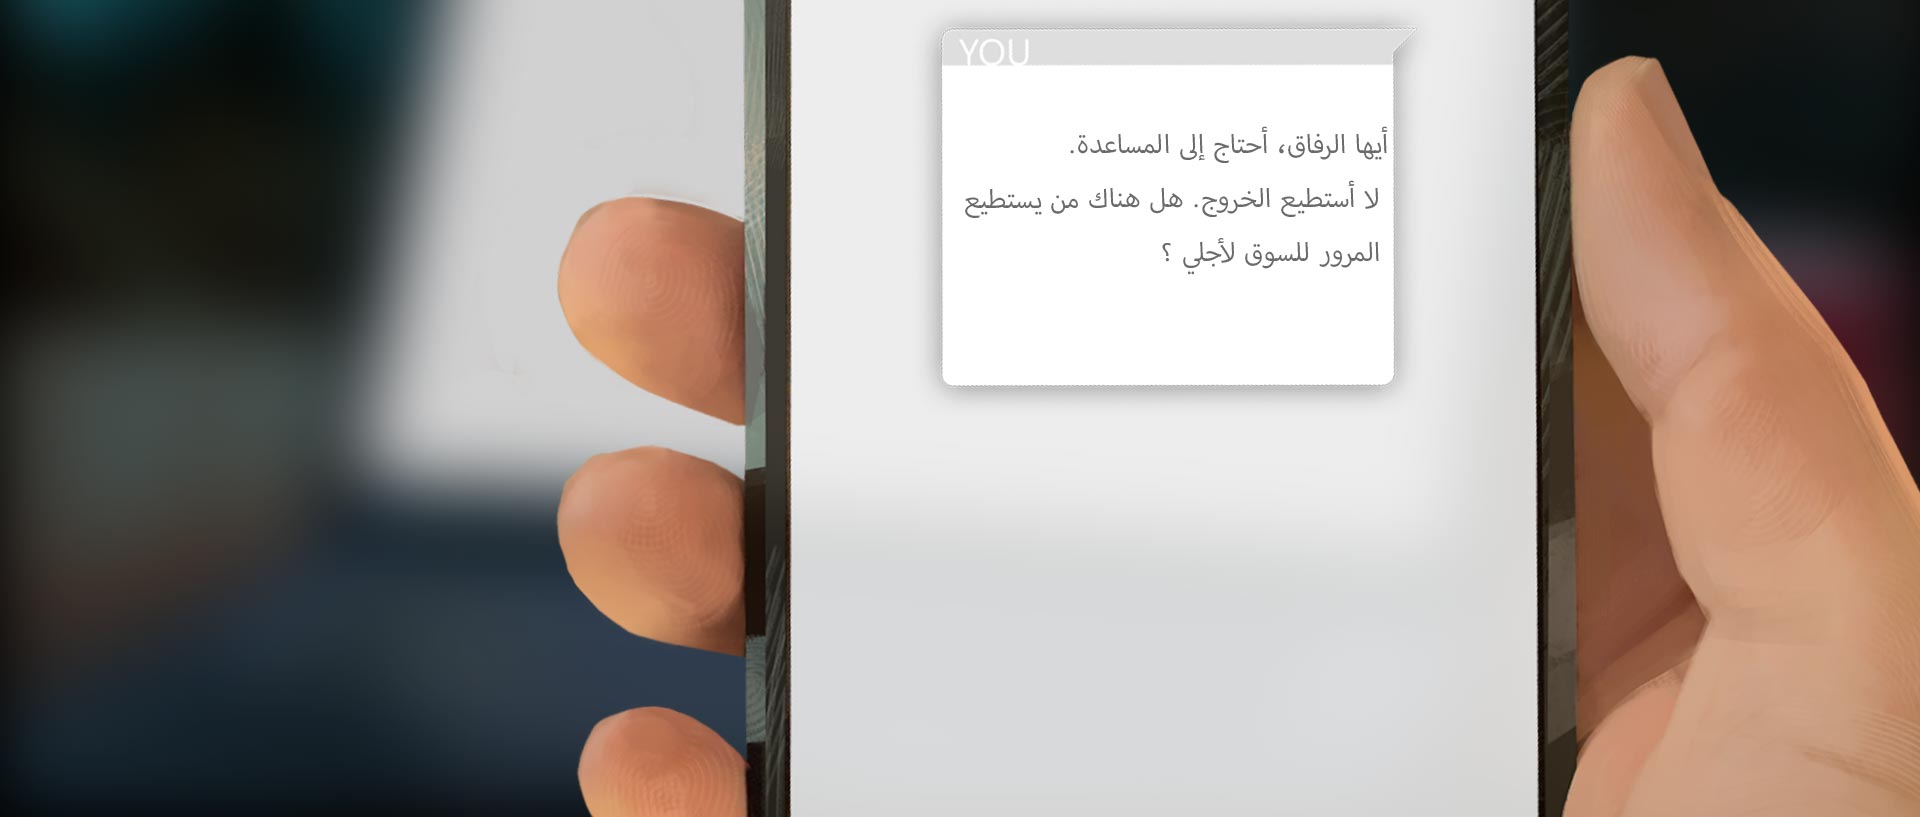 YOU
أيها الرفاق، أحتاج إلى المساعدة.
لا أستطيع الخروج. هل هناك من يستطيع
المرور للسوق لأجلي ؟